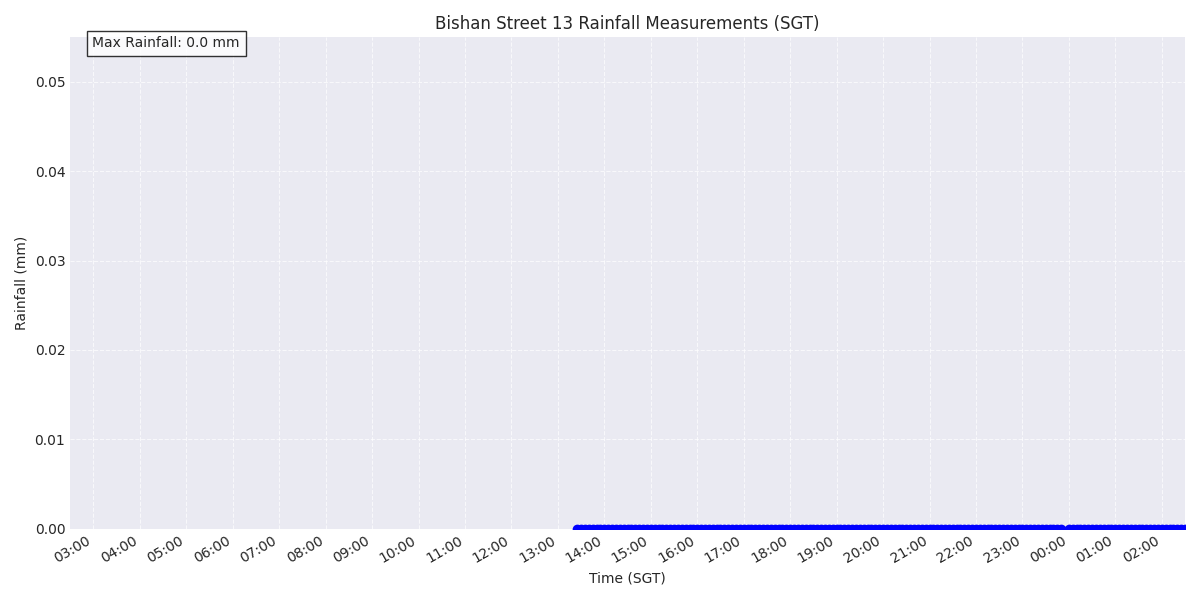 Bishan Street 13 Rainfall Measurements (SGT)
Max Rainfall: 0.0 mm
0.05
0.04
0.03
0.02
0.01
0.00
Rainfall (mm)
03:00 04:00 05:00 06:00 07:00 08:00 09:00 10:00 11:00 12:00 13:00 14:00 15:00 16:00 17:00 18:00 19:00 20:00 21:00 22:00 23:00 00:00 01:00 02:00
Time (SGT)